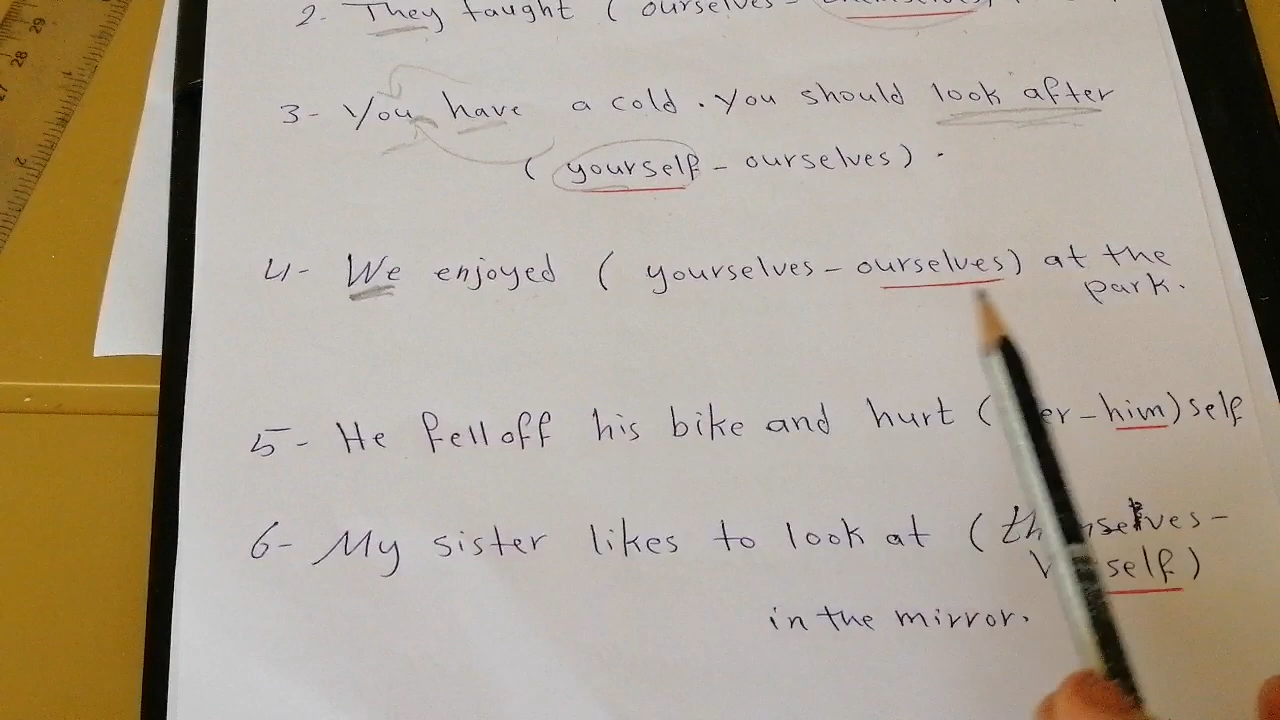 2. They taught ( ourselves - themselves
3- You have a cold . You should look after
( yourself - ourselves ) .
4- We enjoyed ( yourselves - ourselves ) at the
park.
5- He fell off his bike and hurt ( - him ) self
6- My sister likes to look at (
self )
in the mirror.